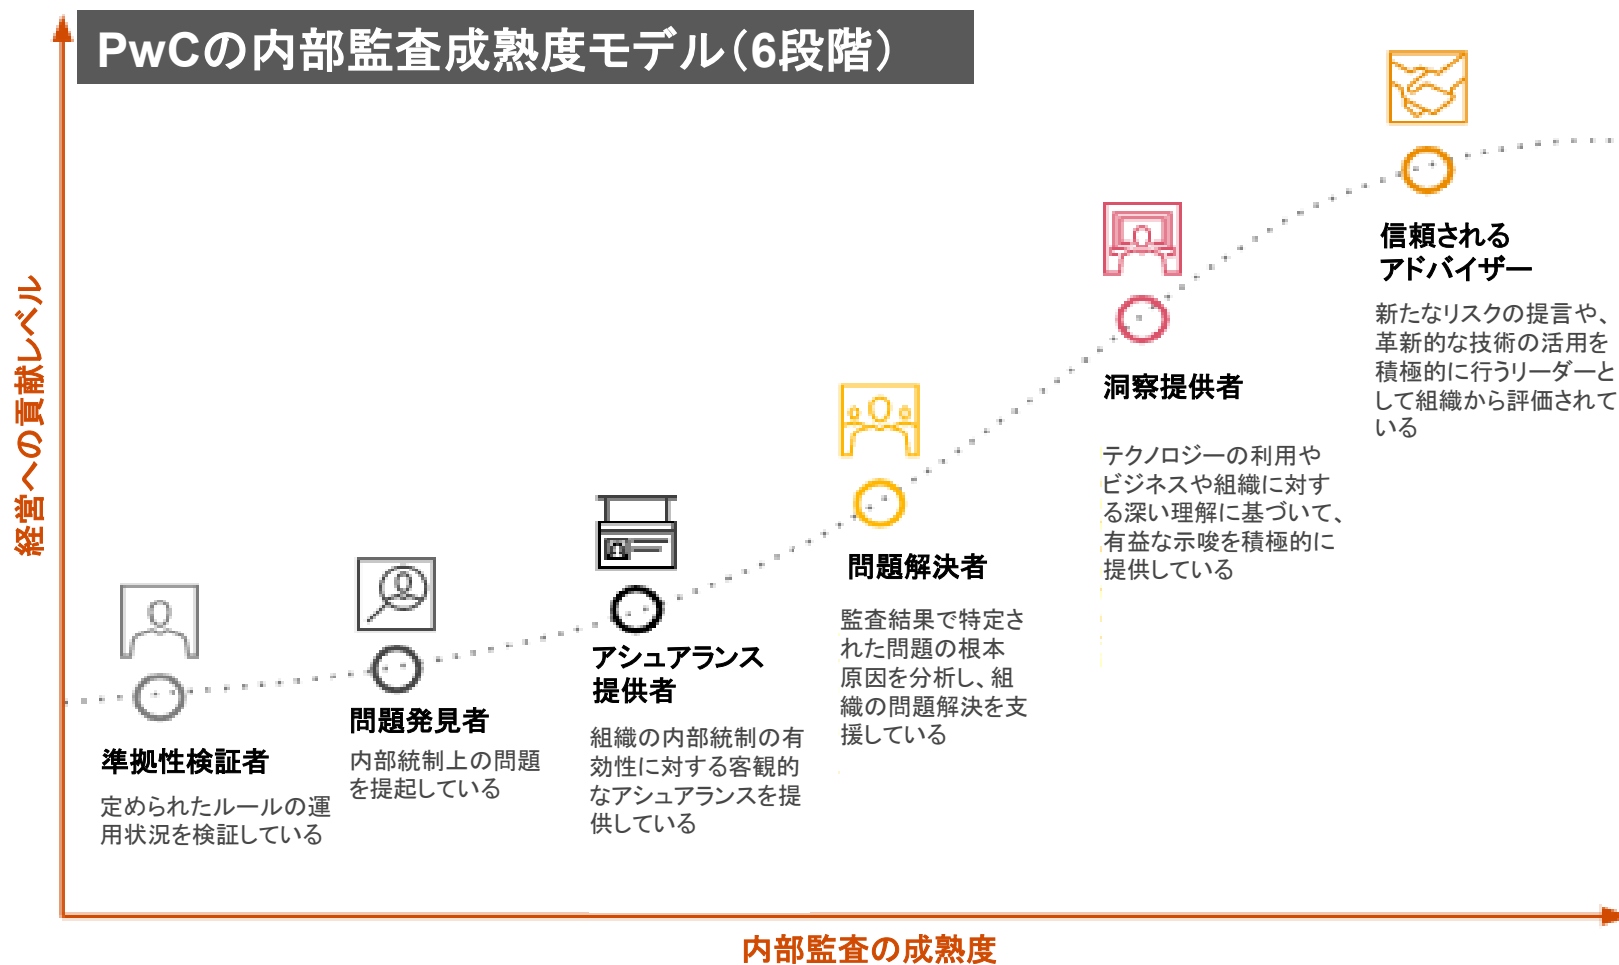 PwCの内部監査成熟度モデル（6段階）
経営への貢献レベル
準拠性検証者
定められたルールの運
用状況を検証している
問題発見者
内部統制上の問題
を提起している
アシュアランス
提供者
組織の内部統制の有
効性に対する客観的
なアシュアランスを提
供している
問題解決者
監査結果で特定さ
れた問題の根本
原因を分析し、組
織の問題解決を支
援している
洞察提供者
テクノロジーの利用や
ビジネスや組織に対す
る深い理解に基づいて、
有益な示唆を積極的に
提供している
信頼される
アドバイザー
新たなリスクの提言や、
革新的な技術の活用を
積極的に行うリーダーと
して組織から評価されて
いる
内部監査の成熟度